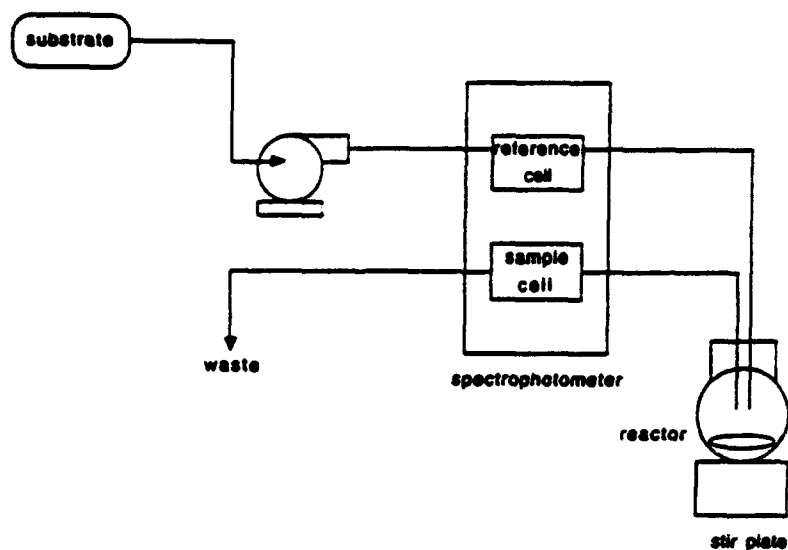 substrate
reference
cell
sample
cell
waste
spectrophotometer
reactor
stir plate